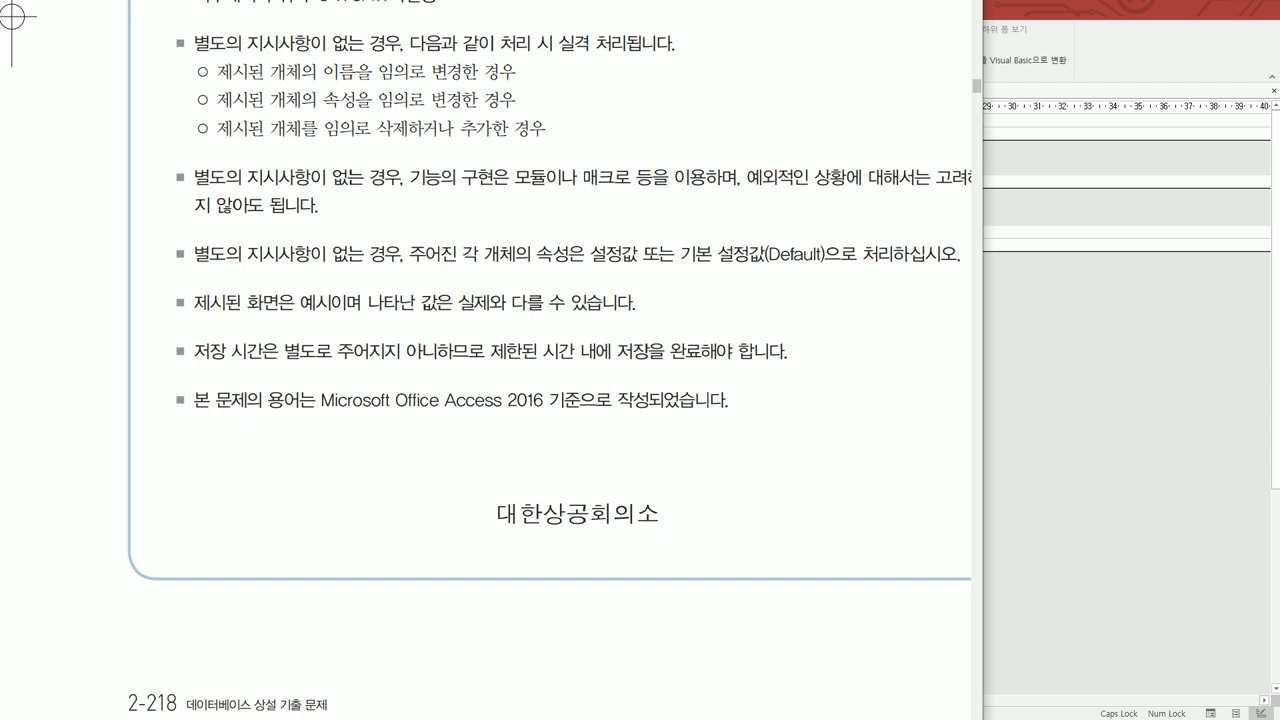 ■ 별도의 지시사항이 없는 경우, 다음과 같이 처리 시 실격 처리됩니다.
○ 제시된 개체의 이름을 임의로 변경한 경우
○ 제시된 개체의 속성을 임의로 변경한 경우
○ 제시된 개체를 임의로 삭제하거나 추가한 경우
■ 별도의 지시사항이 없는 경우, 기능의 구현은 모듈이나 매크로 등을 이용하며, 예외적인 상황에 대해서는 고려하
지 않아도 됩니다.
■ 별도의 지시사항이 없는 경우, 주어진 각 개체의 속성은 설정값 또는 기본 설정값(Default)으로 처리하십시오.
■ 제시된 화면은 예시이며 나타난 값은 실제와 다를 수 있습니다.
■ 저장 시간은 별도로 주어지지 아니하므로 제한된 시간 내에 저장을 완료해야 합니다.
■ 본 문제의 용어는 Microsoft Office Access 2016 기준으로 작성되었습니다.
대한상공회의소
2-218 데이터베이스 상설 기출 문제
하위 폼 보기
Visual Basic으로 변환
29 30 31 32 33 34 35 36 37 38 39 40
Caps Lock Num Lock